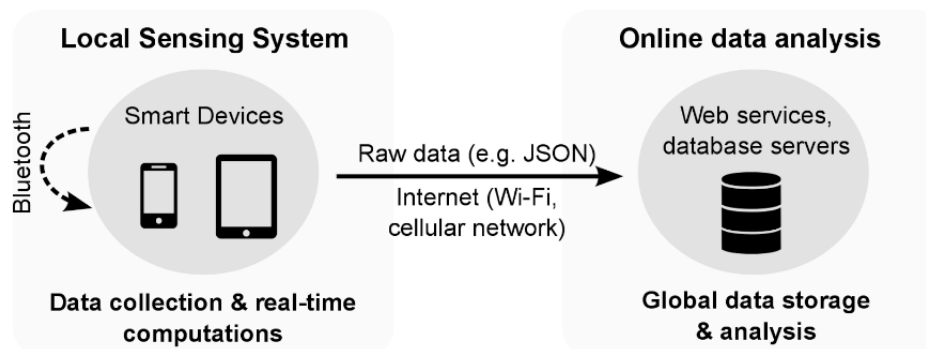 Local Sensing System
Smart Devices
Bluetooth
Data collection & real-time
computations
Raw data (e.g. JSON)
Internet (Wi-Fi,
cellular network)
Online data analysis
Web services,
database servers
Global data storage
& analysis